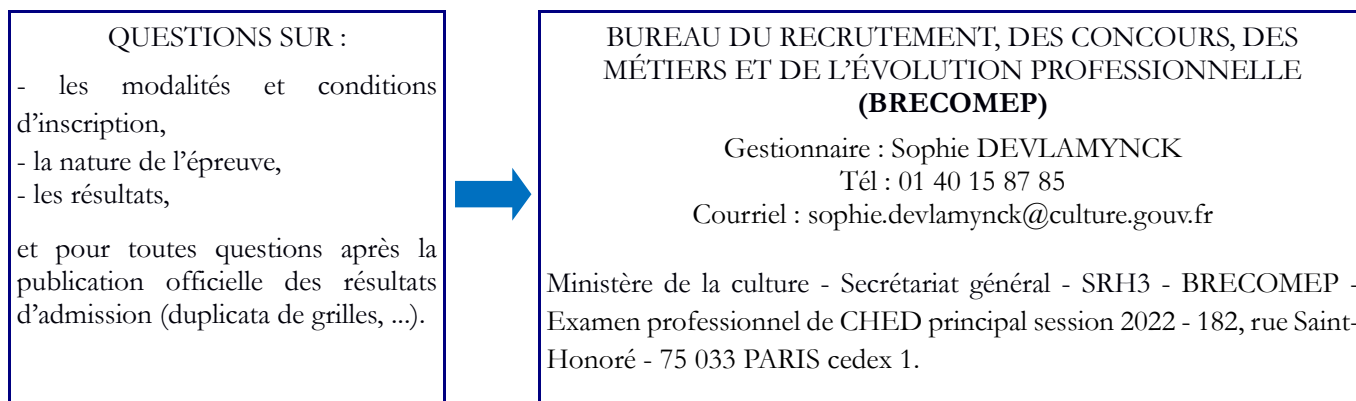 QUESTIONS SUR :
- les modalités et conditions
d’inscription,
- la nature de l’épreuve,
- les résultats,
et pour toutes questions après la
publication officielle des résultats
d’admission (duplicata de grilles, ...).
BUREAU DU RECRUTEMENT, DES CONCOURS, DES
MÉTIERS ET DE L’ÉVOLUTION PROFESSIONNELLE
(BRECOMEP)
Gestionnaire : Sophie DEVLAMYNCK
Tél : 01 40 15 87 85
Courriel : sophie.devlamynck@culture.gouv.fr
Ministère de la culture - Secrétariat général - SRH3 - BRECOMEP -
Examen professionnel de CHED principal session 2022 - 182, rue Saint-
Honoré - 75 033 PARIS cedex 1.